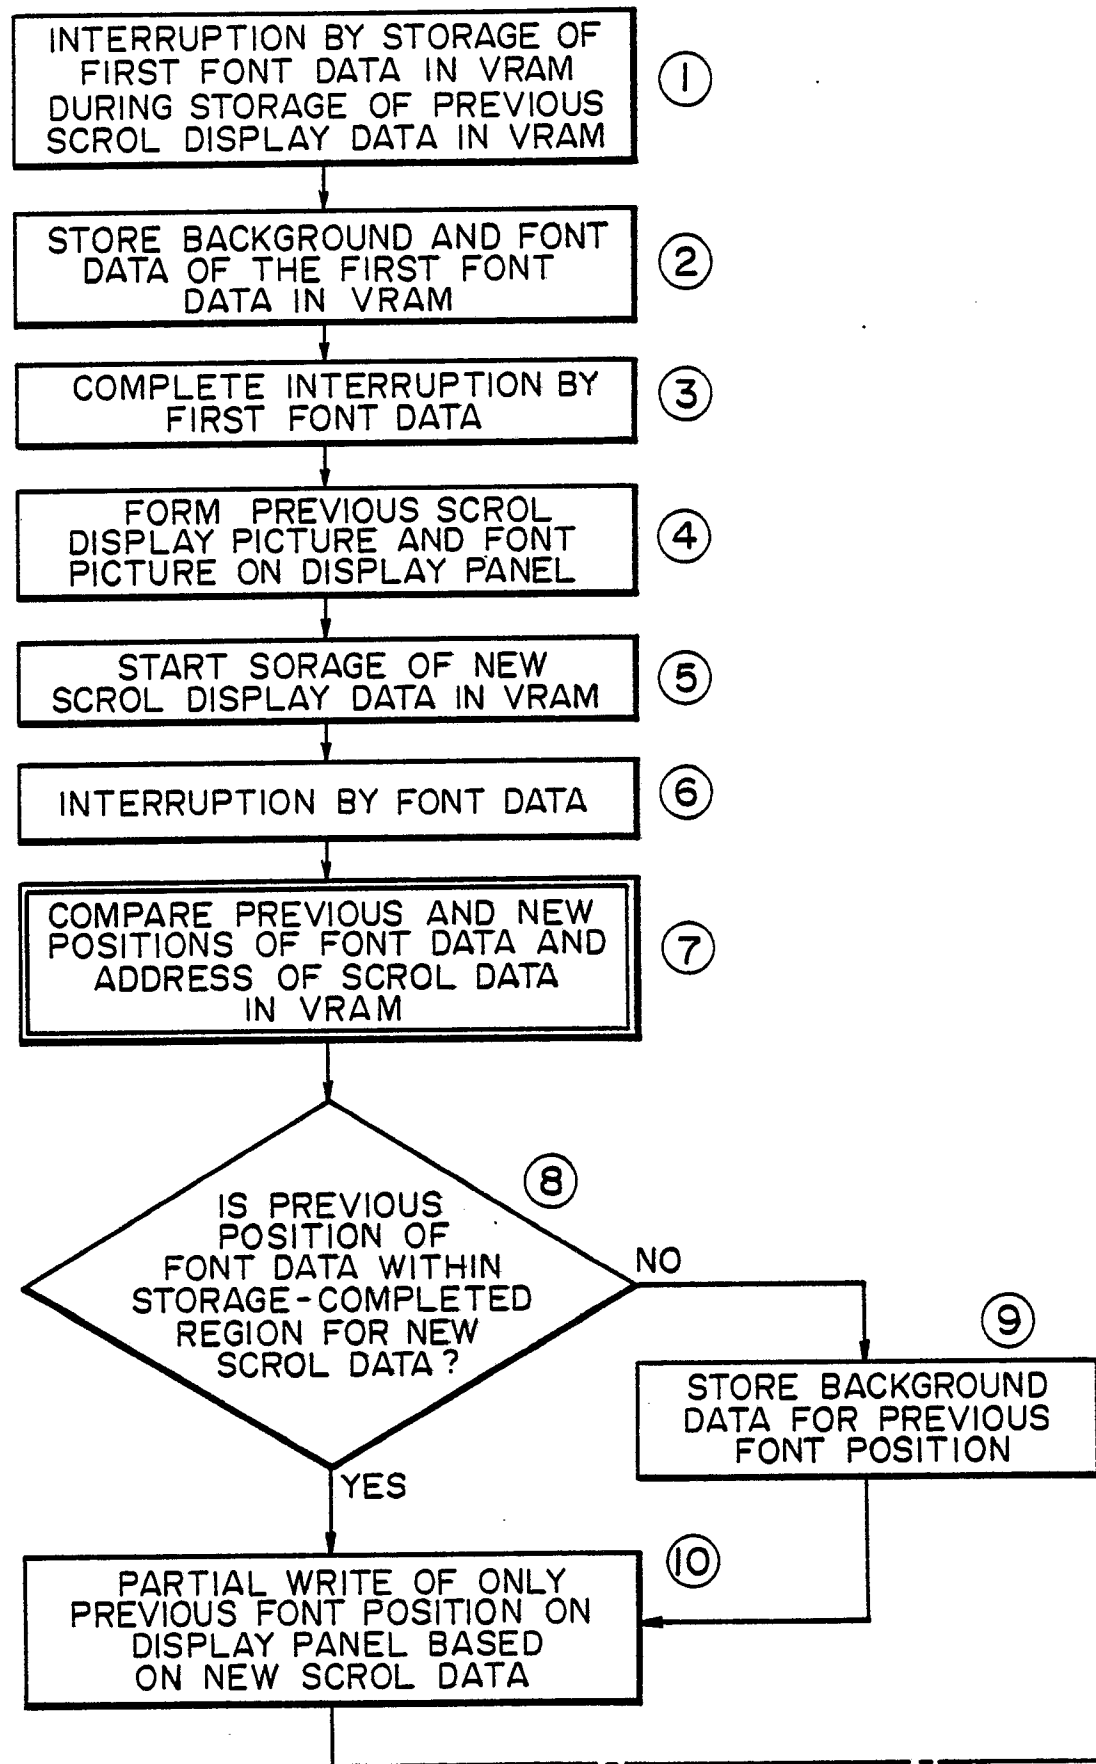 INTERRUPTION BY STORAGE OF
FIRST FONT DATA IN VRAM
DURING STORAGE OF PREVIOUS
SCROL DISPLAY DATA IN VRAM
1
STORE BACKGROUND AND FONT
DATA OF THE FIRST FONT
DATA IN VRAM
2
COMPLETE INTERRUPTION BY
FIRST FONT DATA
3
FORM PREVIOUS SCROL
DISPLAY PICTURE AND FONT
PICTURE ON DISPLAY PANEL
4
START SORAGE OF NEW
SCROL DISPLAY DATA IN VRAM
5
INTERRUPTION BY FONT DATA
6
COMPARE PREVIOUS AND NEW
POSITIONS OF FONT DATA AND
ADDRESS OF SCROL DATA
IN VRAM
7
8
IS PREVIOUS
POSITION OF
FONT DATA WITHIN
STORAGE-COMPLETED
REGION FOR NEW
SCROL DATA?
NO
9
STORE BACKGROUND
DATA FOR PREVIOUS
FONT POSITION
YES
10
PARTIAL WRITE OF ONLY
PREVIOUS FONT POSITION ON
DISPLAY PANEL BASED
ON NEW SCROL DATA